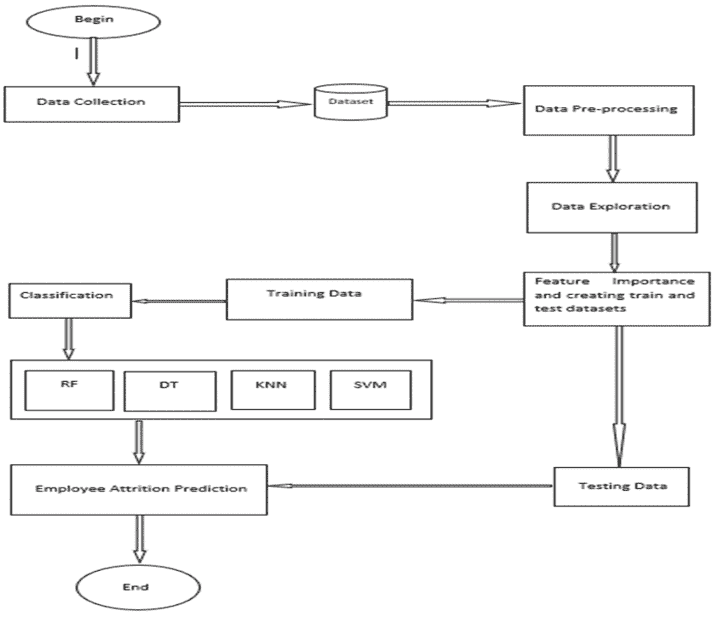 Begin
Data Collection
Dataset
Data Pre-processing
Data Exploration
Feature Importance
and creating train and
test datasets
Training Data
Classification
RF
DT
KNN
SVM
Employee Attrition Prediction
Testing Data
End